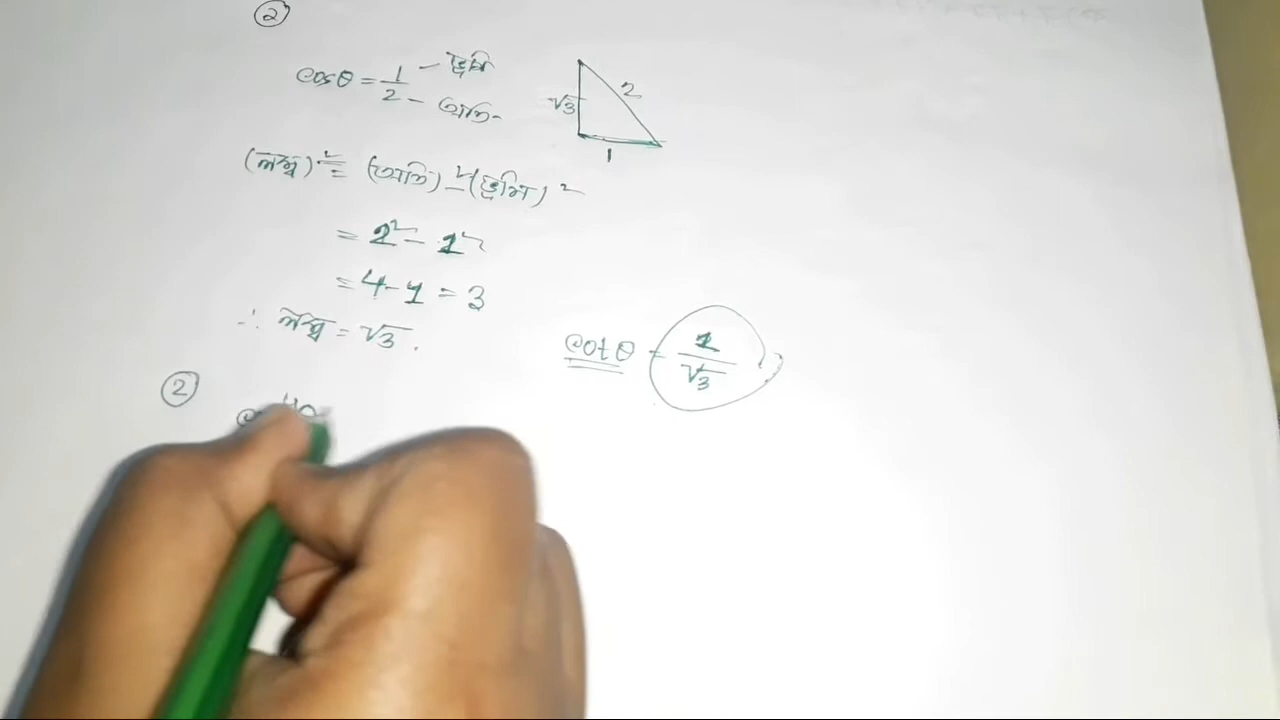 ②
cosθ = 1/2 - ভূমি - অতি-
√3 2 1
(লম্ব)² = (অতি)² - (ভূমি)²
= 2² - 1²
= 4 - 1 = 3
∴ লম্ব = √3.
cotθ = 1/√3
②